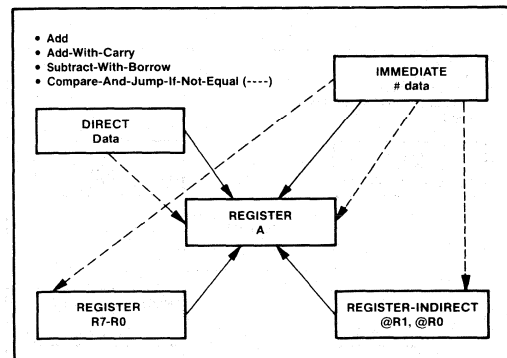 • Add
• Add-With-Carry
• Subtract-With-Borrow
• Compare-And-Jump-If-Not-Equal (----)
IMMEDIATE
# data
DIRECT
Data
REGISTER
A
REGISTER
R7-R0
REGISTER-INDIRECT
@R1, @R0